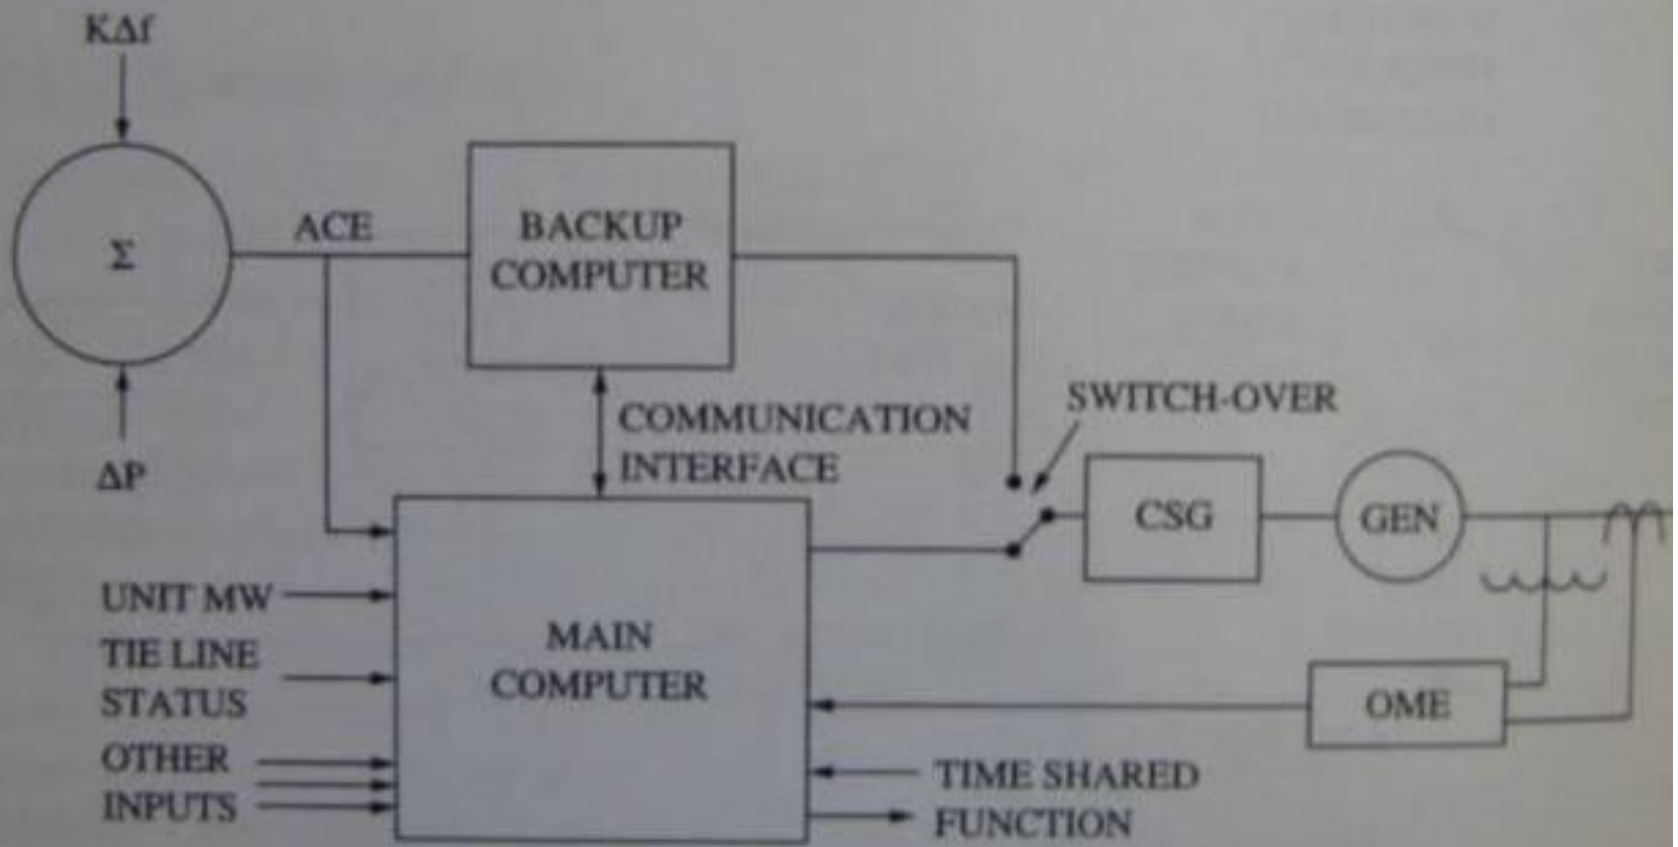 KΔf
Σ
ACE
BACKUP
COMPUTER
ΔP
COMMUNICATION
INTERFACE
SWITCH-OVER
CSG
GEN
UNIT MW
TIE LINE
STATUS
OTHER
INPUTS
MAIN
COMPUTER
OME
TIME SHARED
FUNCTION